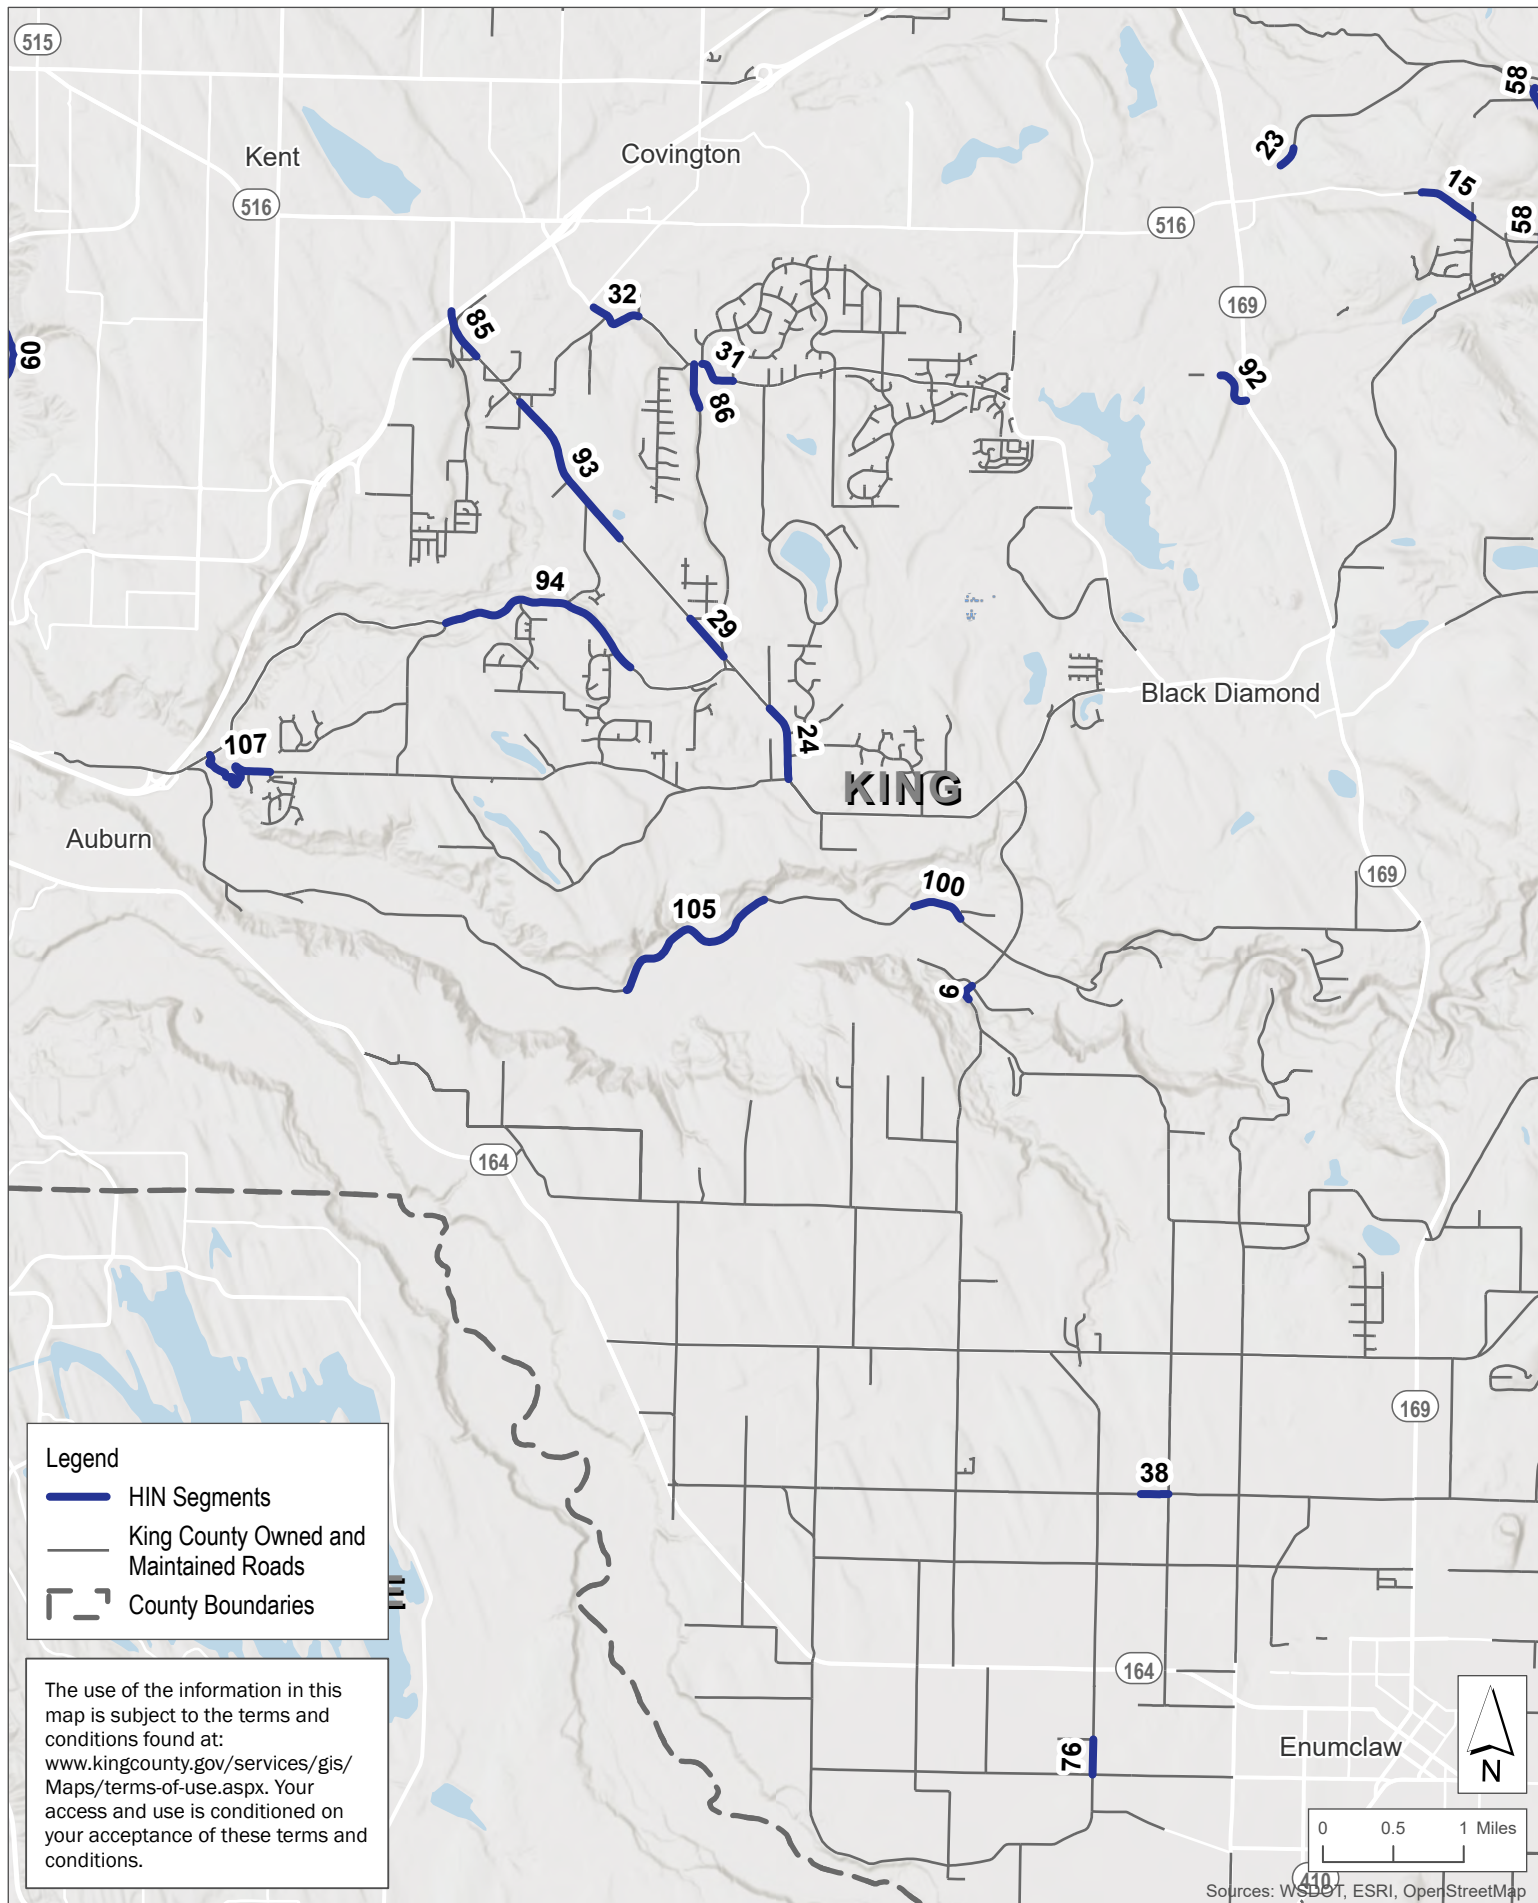 515
58
Kent
Covington
23
15
516
516
58
32
169
85
60
31
92
86
93
94
29
Black Diamond
24
107
KING
Auburn
169
100
105
6
164
169
Legend
HIN Segments
King County Owned and
Maintained Roads
County Boundaries
38
The use of the information in this
map is subject to the terms and
conditions found at:
www.kingcounty.gov/services/gis/
Maps/terms-of-use.aspx. Your
access and use is conditioned on
your acceptance of these terms and
conditions.
164
76
Enumclaw
N
0 0.5 1 Miles
410
Sources: WSDOT, ESRI, OpenStreetMap